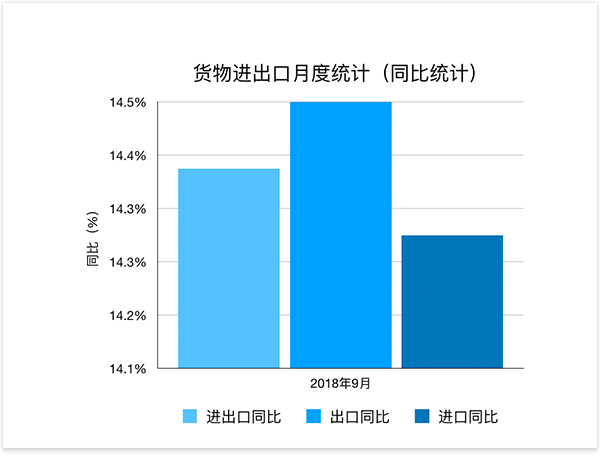 货物进出口月度统计（同比统计）
14.5%
14.4%
14.3%
14.3%
14.2%
14.1%
同比（%）
2018年9月
进出口同比
出口同比
进口同比